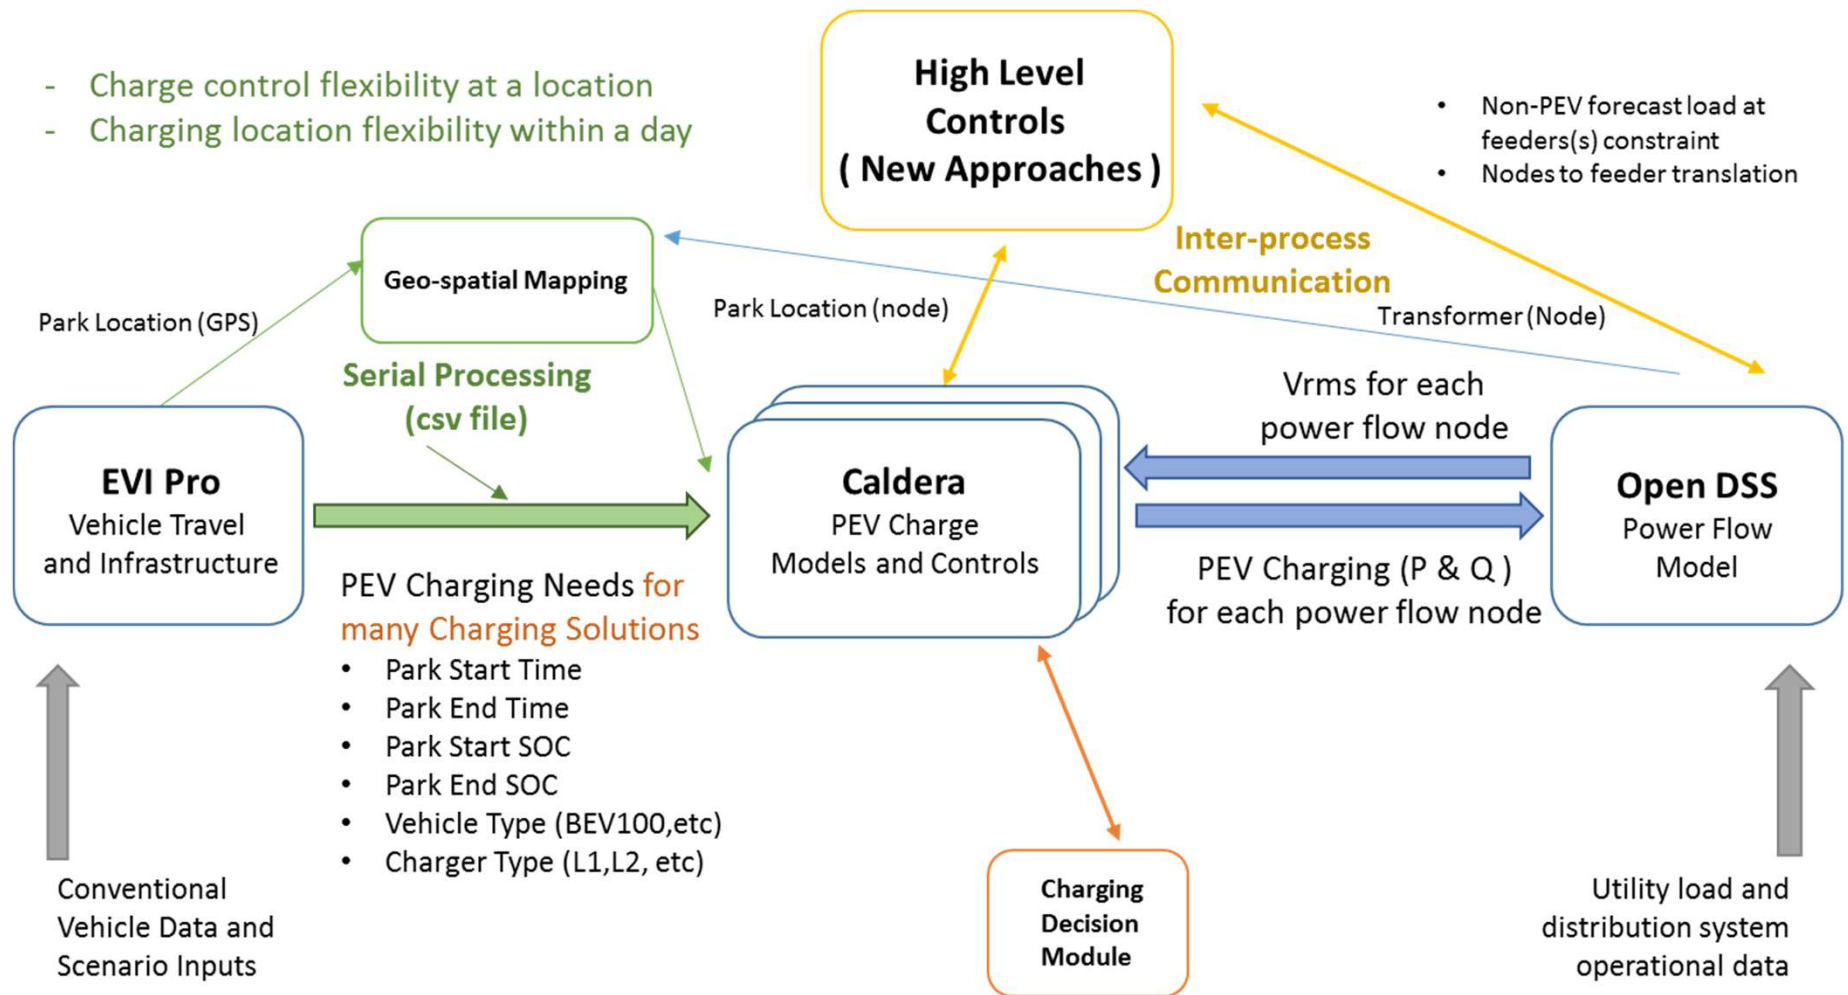 - Charge control flexibility at a location
- Charging location flexibility within a day
High Level
Controls
( New Approaches )
• Non-PEV forecast load at
feeders(s) constraint
• Nodes to feeder translation
Inter-process
Communication
Geo-spatial Mapping
Park Location (GPS)
Park Location (node)
Transformer (Node)
Serial Processing
(csv file)
Vrms for each
power flow node
EVI Pro
Vehicle Travel
and Infrastructure
Caldera
PEV Charge
Models and Controls
Open DSS
Power Flow
Model
PEV Charging (P & Q )
for each power flow node
PEV Charging Needs for
many Charging Solutions
• Park Start Time
• Park End Time
• Park Start SOC
• Park End SOC
• Vehicle Type (BEV100,etc)
• Charger Type (L1,L2, etc)
Conventional
Vehicle Data and
Scenario Inputs
Charging
Decision
Module
Utility load and
distribution system
operational data